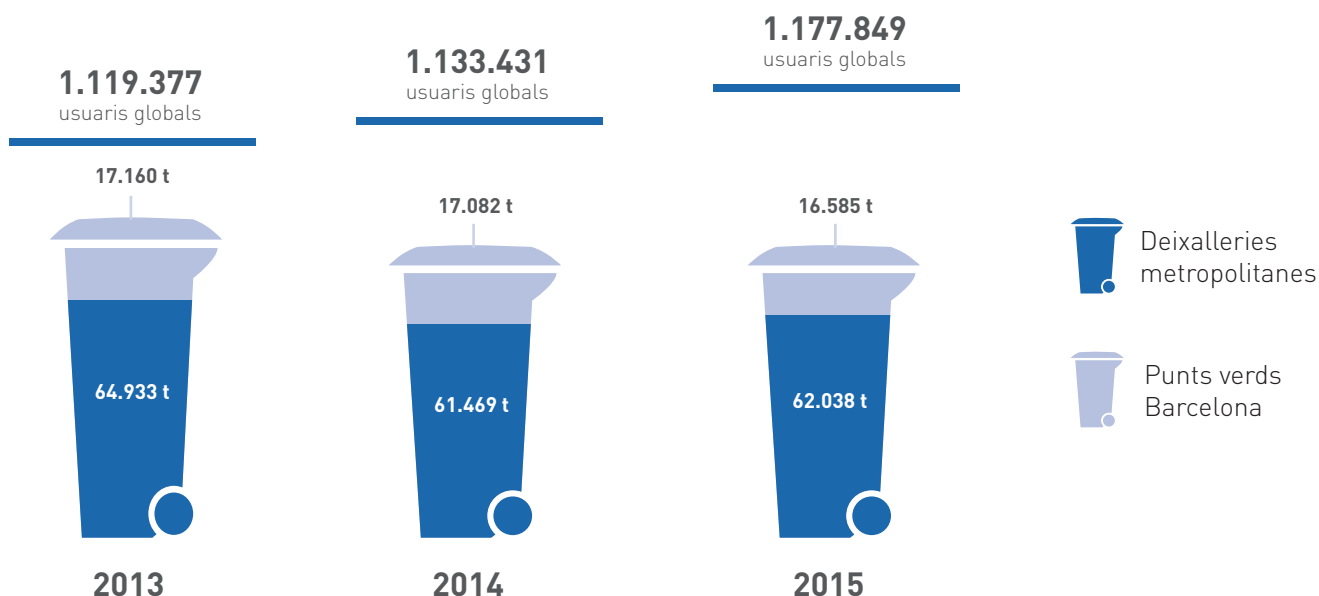 1.119.377
usuaris globals
17.160 t
64.933 t
2013
1.133.431
usuaris globals
17.082 t
61.469 t
2014
1.177.849
usuaris globals
16.585 t
62.038 t
2015
Deixalleries
metropolitanes
Punts verds
Barcelona